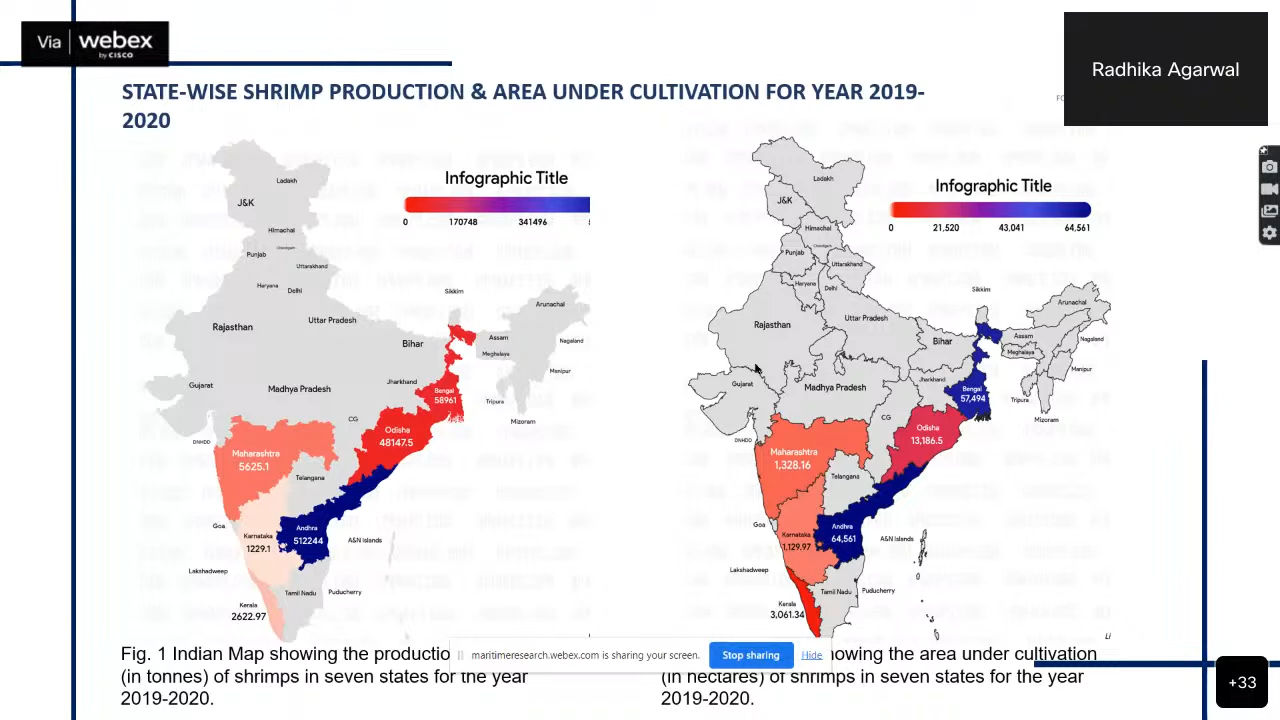 Via webex
by CISCO
Radhika Agarwal
STATE-WISE SHRIMP PRODUCTION & AREA UNDER CULTIVATION FOR YEAR 2019-
2020
Infographic Title
0 170748 341496
Ladakh
J&K
Himachal
Chandigarh
Punjab
Uttarakhand
Haryana
Delhi
Sikkim
Arunachal
Rajasthan
Uttar Pradesh
Bihar
Assam
Nagaland
Meghalaya
Manipur
Gujarat
Madhya Pradesh
Jharkhand
Bengal
58961
Tripura
CG
Mizoram
Odisha
48147.5
DNHDD
Maharashtra
5625.1
Telangana
Goa
Andhra
512244
Karnataka
1229.1
A&N Islands
Lakshadweep
Tamil Nadu
Puducherry
Kerala
2622.97
Infographic Title
0 21,520 43,041 64,561
Ladakh
J&K
Himachal
Chandigarh
Punjab
Uttarakhand
Haryana
Delhi
Sikkim
Arunachal
Rajasthan
Uttar Pradesh
Bihar
Assam
Nagaland
Meghalaya
Manipur
Gujarat
Madhya Pradesh
Jharkhand
Bengal
57,494
Tripura
CG
Mizoram
Odisha
13,186.5
DNHDD
Maharashtra
1,328.16
Telangana
Goa
Andhra
64,561
Karnataka
1,129.97
A&N Islands
Lakshadweep
Tamil Nadu
Puducherry
Kerala
3,061.34
Fig. 1 Indian Map showing the productio
(in tonnes) of shrimps in seven states for the year
2019-2020.
maritimeresearch.webex.com is sharing your screen. Stop sharing Hide
howing the area under cultivation
(in hectares) of shrimps in seven states for the year
2019-2020.
+33